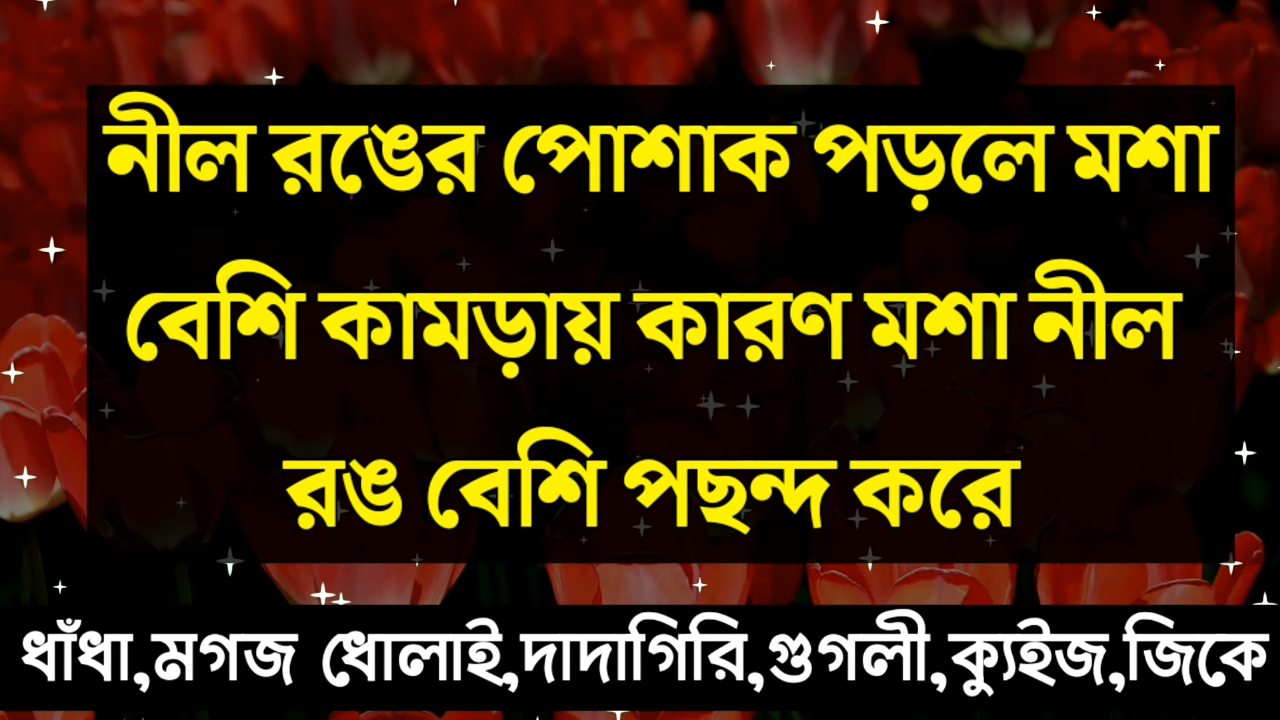 নীল রঙের পোশাক পড়লে মশা
বেশি কামড়ায় কারণ মশা নীল
রঙ বেশি পছন্দ করে
ধাঁধা,মগজ ধোলাই,দাদাগিরি,গুগলী,ক্যুইজ,জিকে